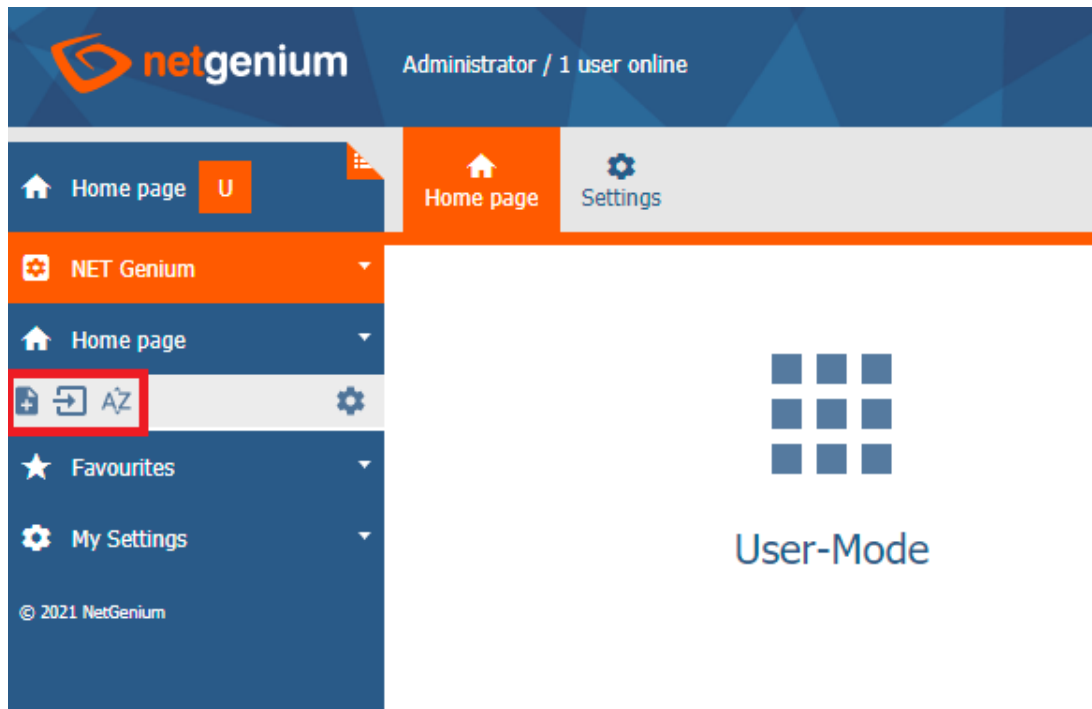 netgenium
Administrator / 1 user online
Home page U
Home page
Settings
NET Genium
Home page
AZ
Favourites
My Settings
© 2021 NetGenium
User-Mode